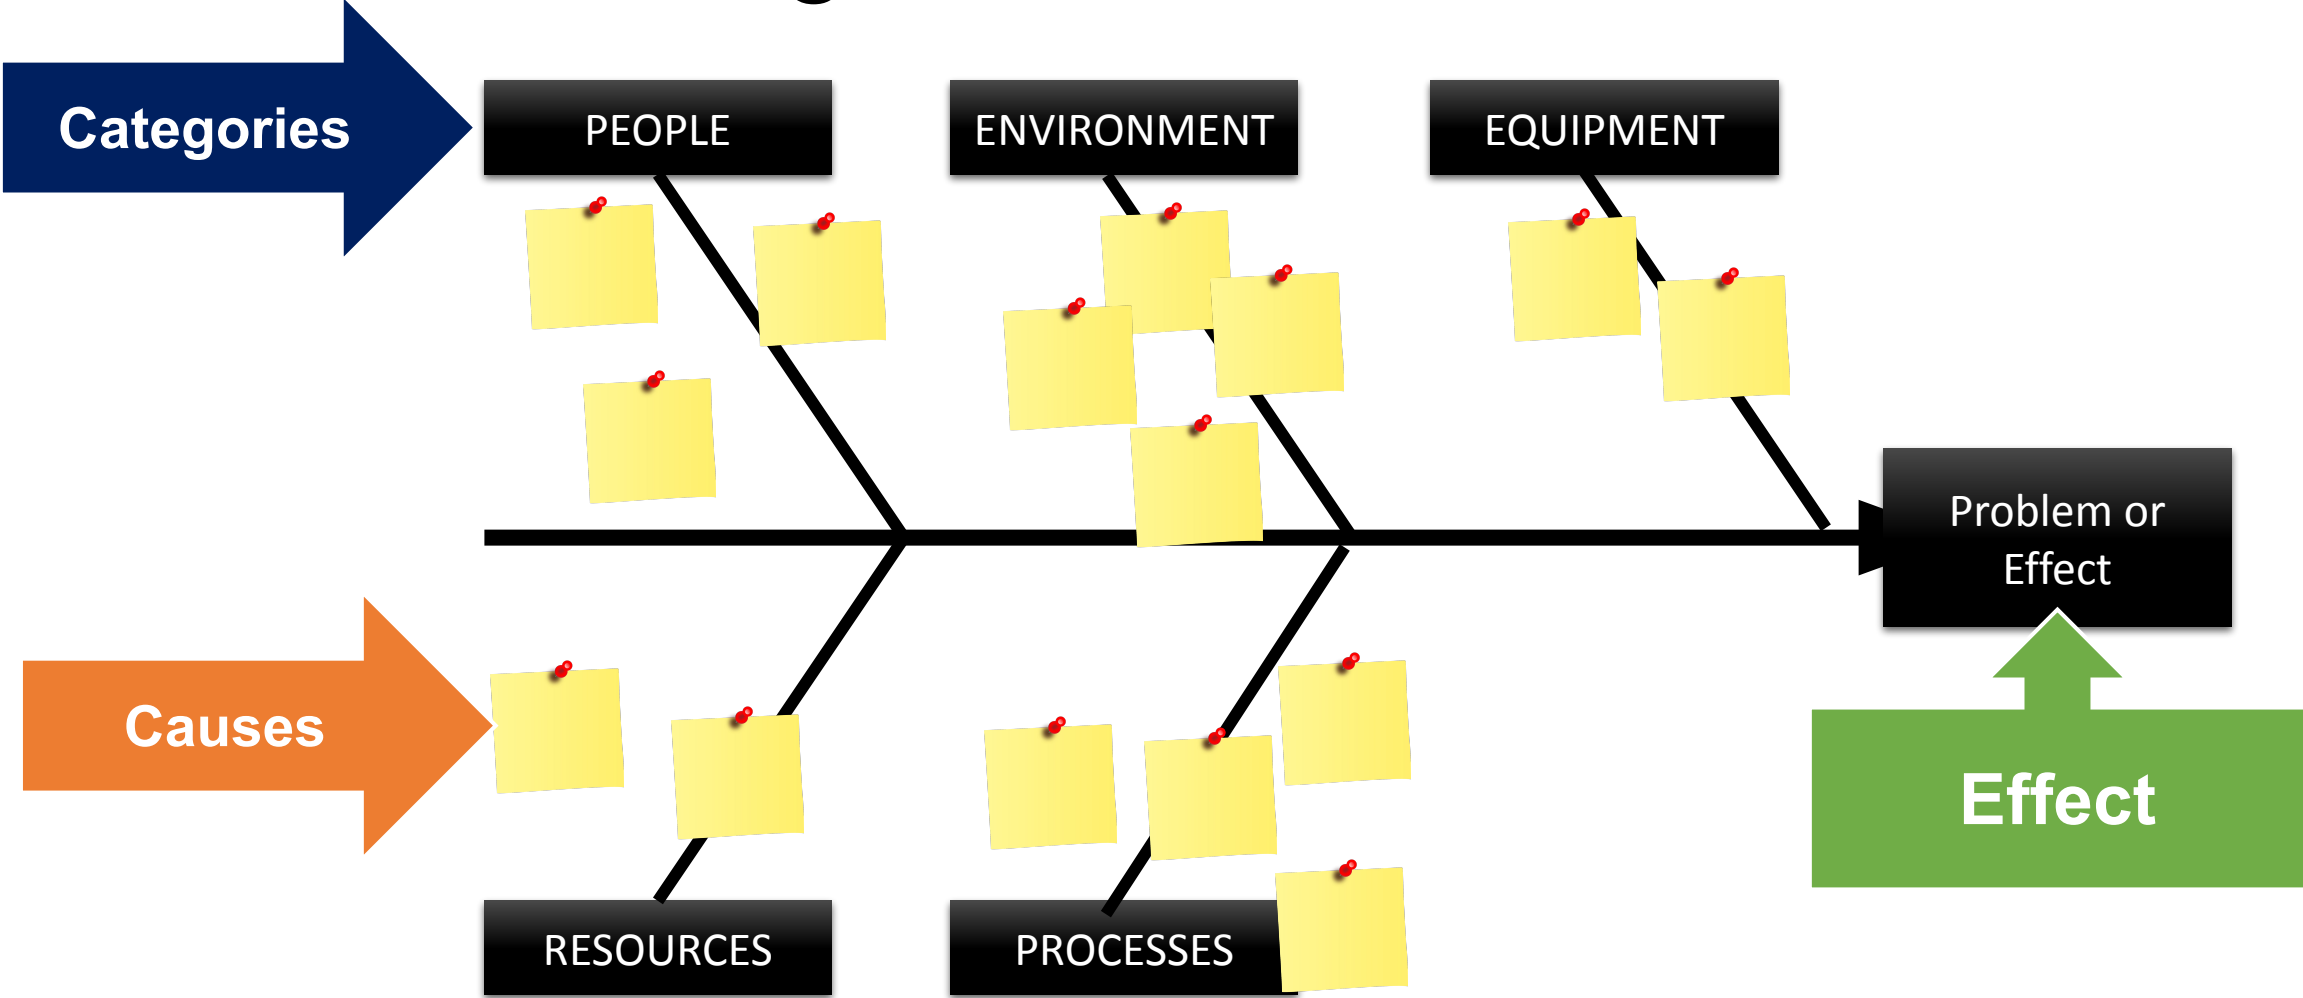 Categories
PEOPLE
ENVIRONMENT
EQUIPMENT
Problem or
Effect
Causes
Effect
RESOURCES
PROCESSES